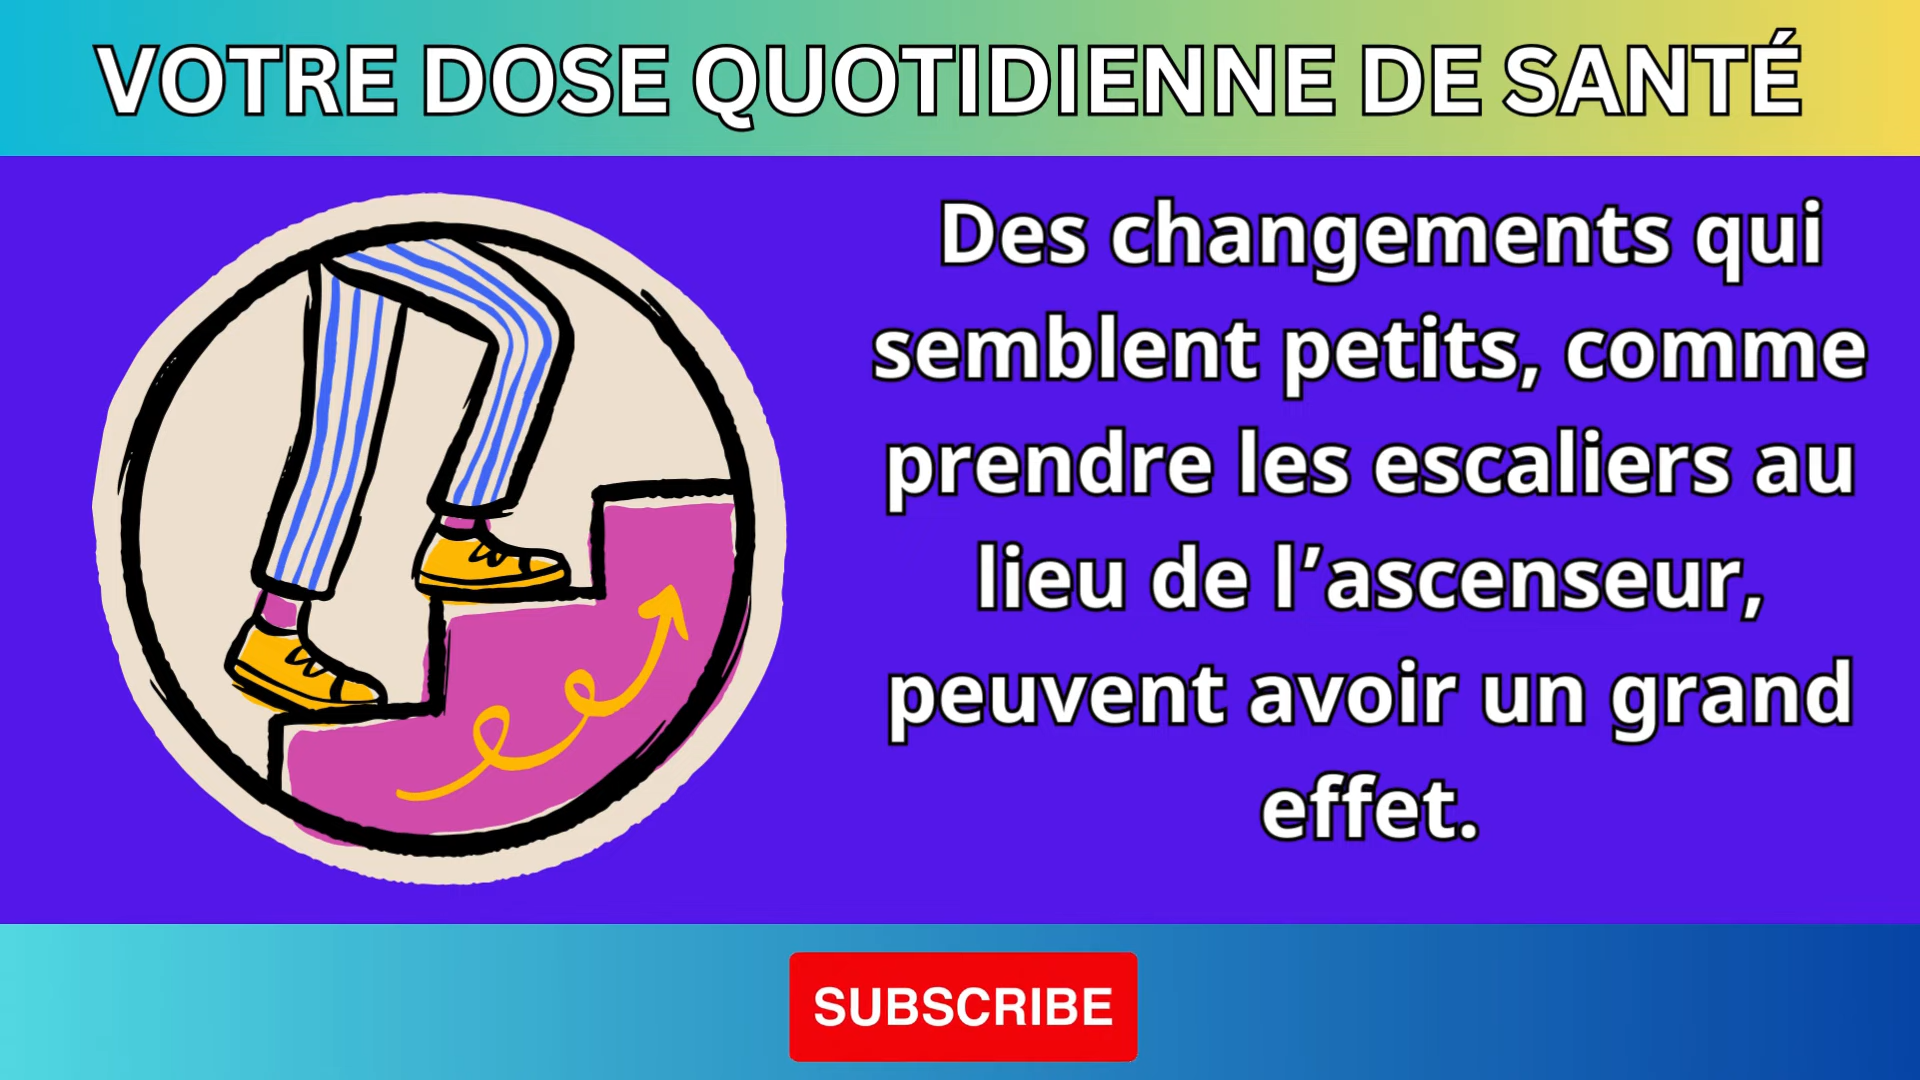 VOTRE DOSE QUOTIDIENNE DE SANTÉ
Des changements qui
semblent petits, comme
prendre les escaliers au
lieu de l’ascenseur,
peuvent avoir un grand
effet.
SUBSCRIBE